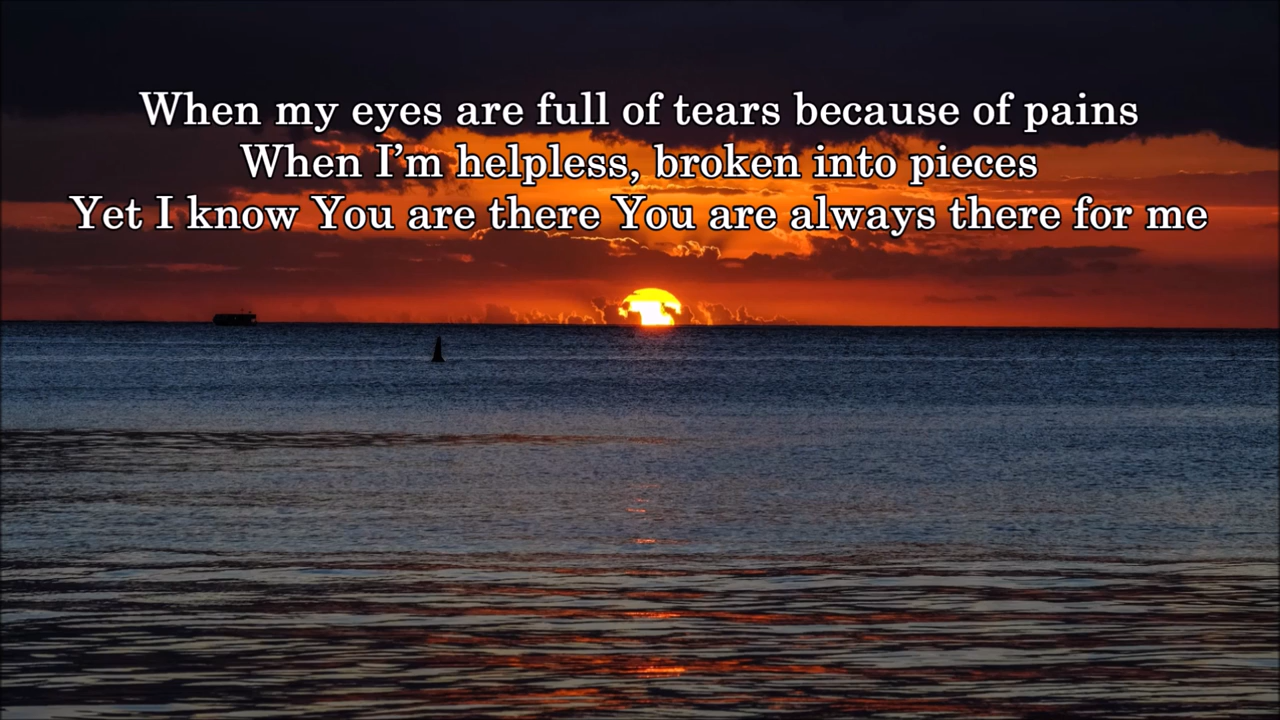 When my eyes are full of tears because of pains
When I’m helpless, broken into pieces
Yet I know You are there You are always there for me